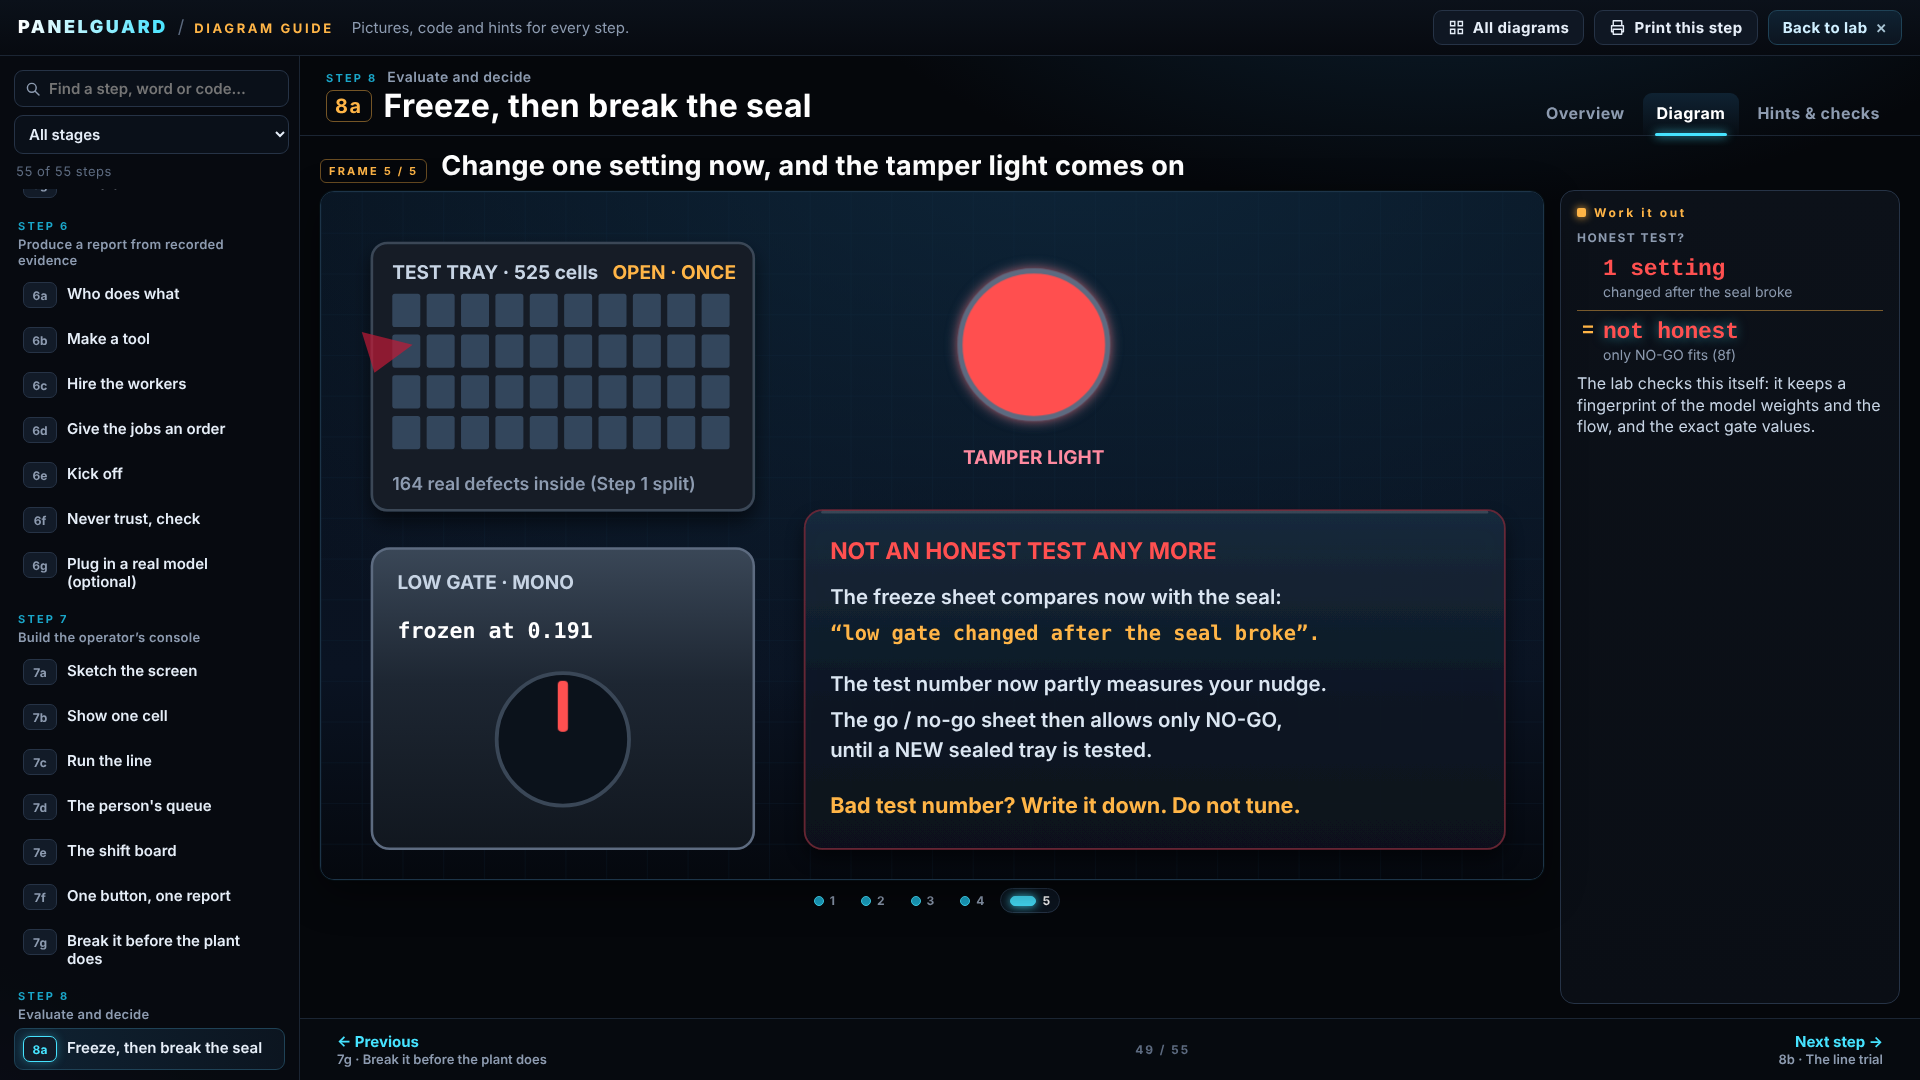 PANELGUARD / DIAGRAM GUIDE Pictures, code and hints for every step.
All diagrams
Print this step
Back to lab ×
Find a step, word or code...
All stages
55 of 55 steps
STEP 6
Produce a report from recorded
evidence
6a Who does what
6b Make a tool
6c Hire the workers
6d Give the jobs an order
6e Kick off
6f Never trust, check
6g Plug in a real model
(optional)
STEP 7
Build the operator's console
7a Sketch the screen
7b Show one cell
7c Run the line
7d The person's queue
7e The shift board
7f One button, one report
7g Break it before the plant
does
STEP 8
Evaluate and decide
8a Freeze, then break the seal
STEP 8 Evaluate and decide
8a Freeze, then break the seal
Overview
Diagram
Hints & checks
FRAME 5 / 5 Change one setting now, and the tamper light comes on
TEST TRAY · 525 cells OPEN · ONCE
164 real defects inside (Step 1 split)
LOW GATE · MONO
frozen at 0.191
TAMPER LIGHT
NOT AN HONEST TEST ANY MORE
The freeze sheet compares now with the seal:
“low gate changed after the seal broke”.
The test number now partly measures your nudge.
The go / no-go sheet then allows only NO-GO,
until a NEW sealed tray is tested.
Bad test number? Write it down. Do not tune.
1 2 3 4 5
Work it out
HONEST TEST?
1 setting
changed after the seal broke
= not honest
only NO-GO fits (8f)
The lab checks this itself: it keeps a
fingerprint of the model weights and the
flow, and the exact gate values.
← Previous
7g · Break it before the plant does
49 / 55
Next step →
8b · The line trial